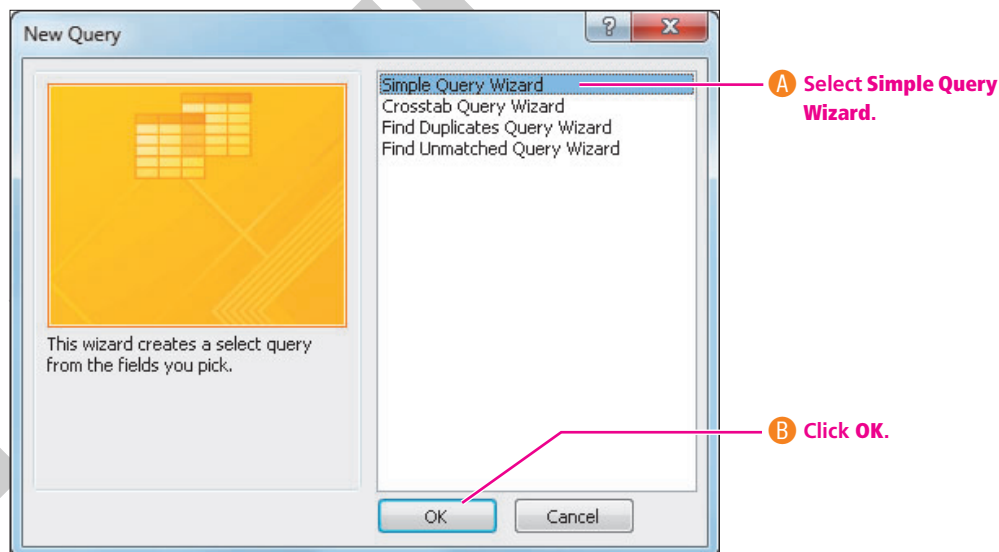 New Query
?
X
Simple Query Wizard
Crosstab Query Wizard
Find Duplicates Query Wizard
Find Unmatched Query Wizard
This wizard creates a select query
from the fields you pick.
OK
Cancel
A Select Simple Query
Wizard.
B Click OK.